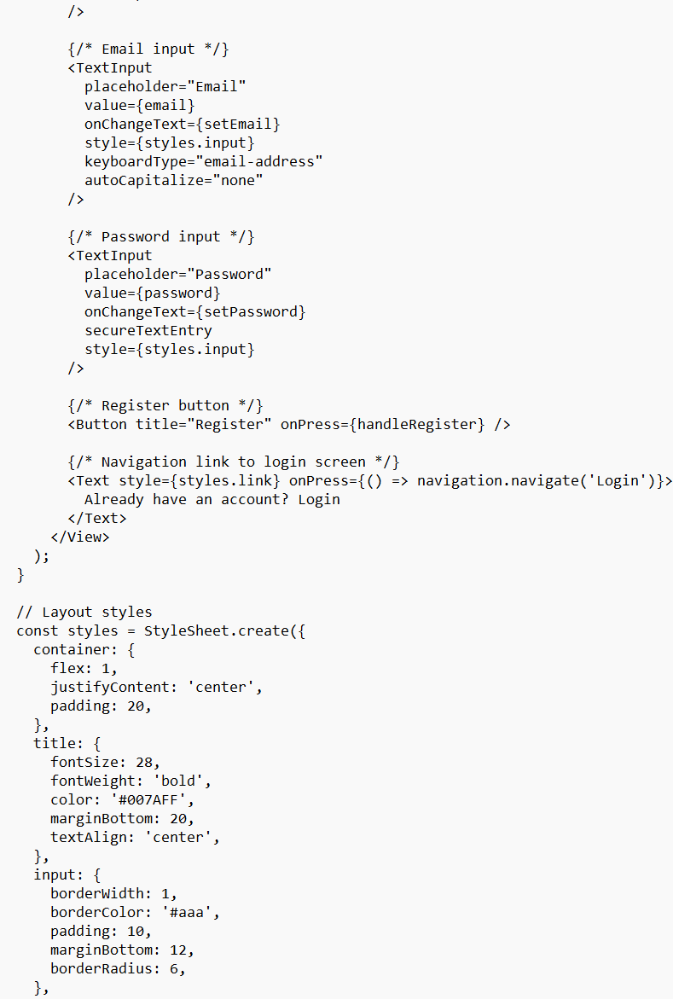 />
{/* Email input */}
<TextInput
placeholder="Email"
value={email}
onChangeText={setEmail}
style={styles.input}
keyboardType="email-address"
autoCapitalize="none"
/>
{/* Password input */}
<TextInput
placeholder="Password"
value={password}
onChangeText={setPassword}
secureTextEntry
style={styles.input}
/>
{/* Register button */}
<Button title="Register" onPress={handleRegister} />
{/* Navigation link to login screen */}
<Text style={styles.link} onPress={() => navigation.navigate('Login')}>
Already have an account? Login
</Text>
</View>
);
}
// Layout styles
const styles = StyleSheet.create({
container: {
flex: 1,
justifyContent: 'center',
padding: 20,
},
title: {
fontSize: 28,
fontWeight: 'bold',
color: '#007AFF',
marginBottom: 20,
textAlign: 'center',
},
input: {
borderWidth: 1,
borderColor: '#aaa',
padding: 10,
marginBottom: 12,
borderRadius: 6,
},